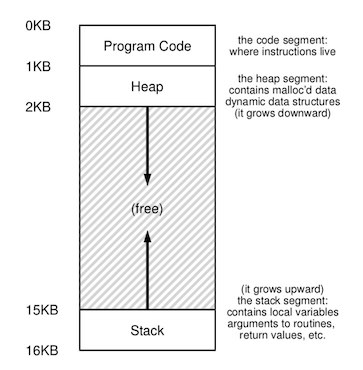 0KB
Program Code
the code segment:
where instructions live
1KB
Heap
the heap segment:
contains malloc'd data
dynamic data structures
(it grows downward)
2KB
(free)
(it grows upward)
the stack segment:
contains local variables
arguments to routines,
return values, etc.
15KB
Stack
16KB